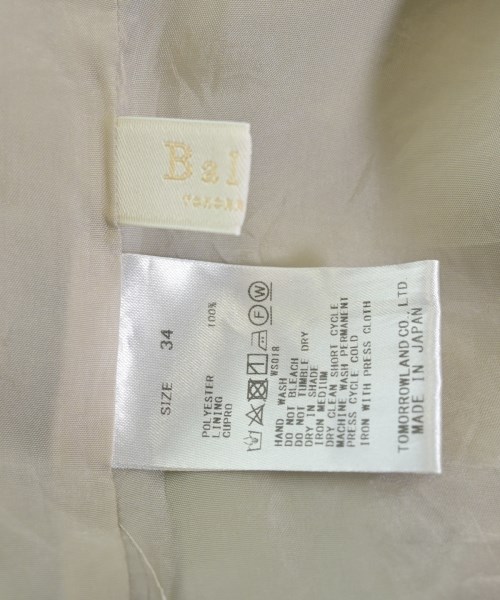 Bal
SIZE 34
100%
POLYESTER
LINING
CUPRO
WS018
HAND WASH
DO NOT BLEACH
DO NOT TUMBLE DRY
DRY IN SHADE
IRON MEDIUM
DRY CLEAN SHORT CYCLE
MACHINE WASH PERMANENT
PRESS CYCLE COLD
IRON WITH PRESS CLOTH
TOMORROWLAND CO., LTD
MADE IN JAPAN